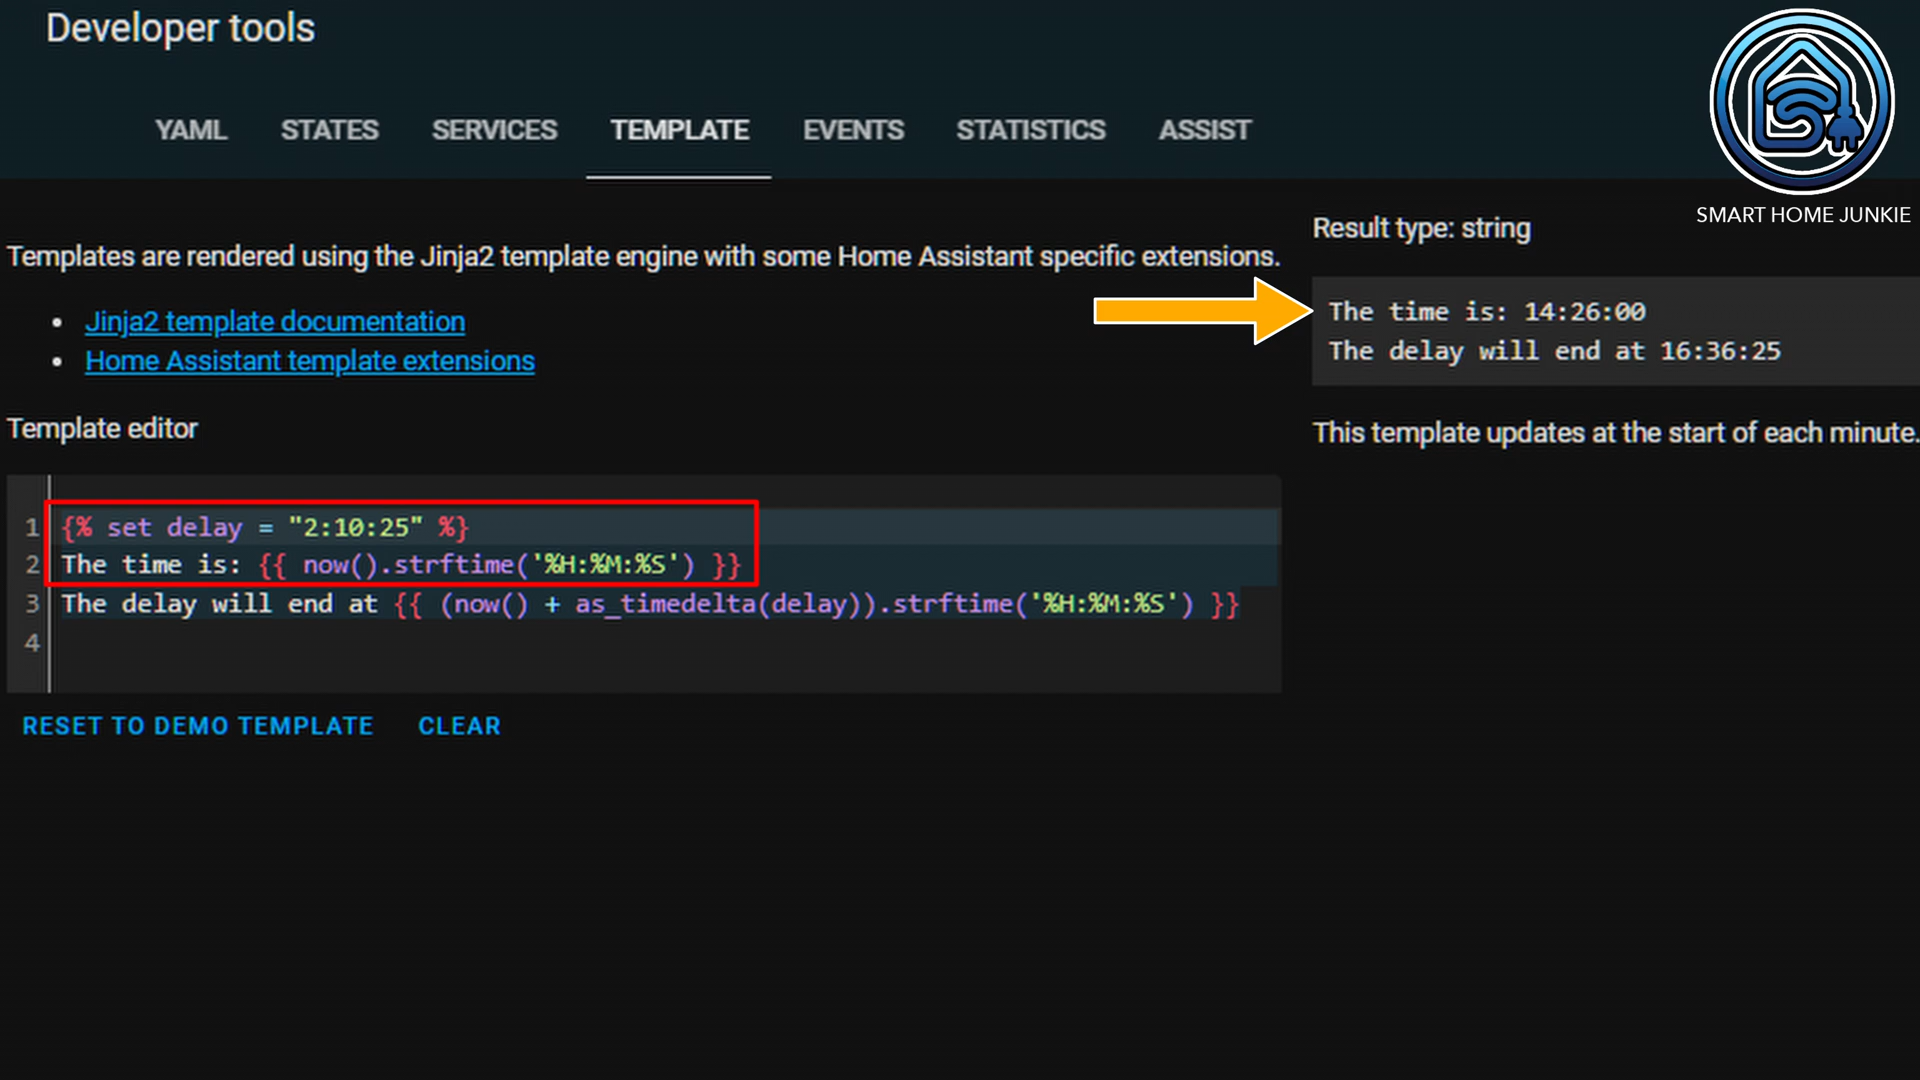 Developer tools
YAML STATES SERVICES TEMPLATE EVENTS STATISTICS ASSIST
SMART HOME JUNKIE
Templates are rendered using the Jinja2 template engine with some Home Assistant specific extensions.
• Jinja2 template documentation
• Home Assistant template extensions
Template editor
1 {% set delay = "2:10:25" %}
2 The time is: {{ now().strftime('%H:%M:%S') }}
3 The delay will end at {{ (now() + as_timedelta(delay)).strftime('%H:%M:%S') }}
4
RESET TO DEMO TEMPLATE CLEAR
Result type: string
The time is: 14:26:00
The delay will end at 16:36:25
This template updates at the start of each minute.